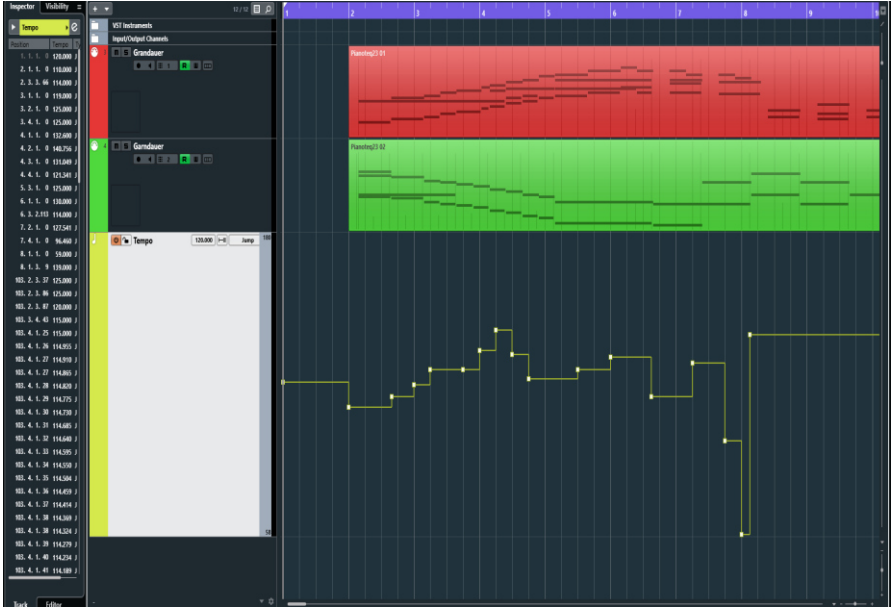 Inspector Visibility
12 / 12
1 2 3 4 5 6 7 8 9 9
Tempo
Position Tempo
VST Instruments
Input/Output Channels
Grandauer
Pianoteq23 01
Garndauer
Pianoteq23 02
Tempo 120.000 Jump
1. 1. 1. 0 120.000 J
2. 1. 1. 0 110.000 J
2. 3. 3. 66 114.000 J
3. 1. 1. 0 119.000 J
3. 2. 1. 0 125.000 J
3. 4. 1. 0 125.000 J
4. 1. 1. 0 132.600 J
4. 2. 1. 0 140.756 J
4. 3. 1. 0 131.049 J
4. 4. 1. 0 121.341 J
5. 3. 1. 0 125.000 J
6. 1. 1. 0 130.000 J
6. 3. 2.113 114.000 J
7. 2. 1. 0 127.541 J
7. 4. 1. 0 96.460 J
8. 1. 1. 0 59.000 J
8. 1. 3. 9 139.000 J
103. 2. 3. 37 125.000 J
103. 2. 3. 86 125.000 J
103. 2. 3. 87 120.000 J
103. 3. 4. 43 115.000 J
103. 4. 1. 25 115.000 J
103. 4. 1. 26 114.955 J
103. 4. 1. 27 114.910 J
103. 4. 1. 27 114.865 J
103. 4. 1. 28 114.820 J
103. 4. 1. 29 114.775 J
103. 4. 1. 30 114.730 J
103. 4. 1. 31 114.685 J
103. 4. 1. 32 114.640 J
103. 4. 1. 33 114.595 J
103. 4. 1. 34 114.550 J
103. 4. 1. 35 114.504 J
103. 4. 1. 36 114.459 J
103. 4. 1. 37 114.414 J
103. 4. 1. 38 114.369 J
103. 4. 1. 38 114.324 J
103. 4. 1. 39 114.279 J
103. 4. 1. 40 114.234 J
103. 4. 1. 41 114.189 J
Track Editor